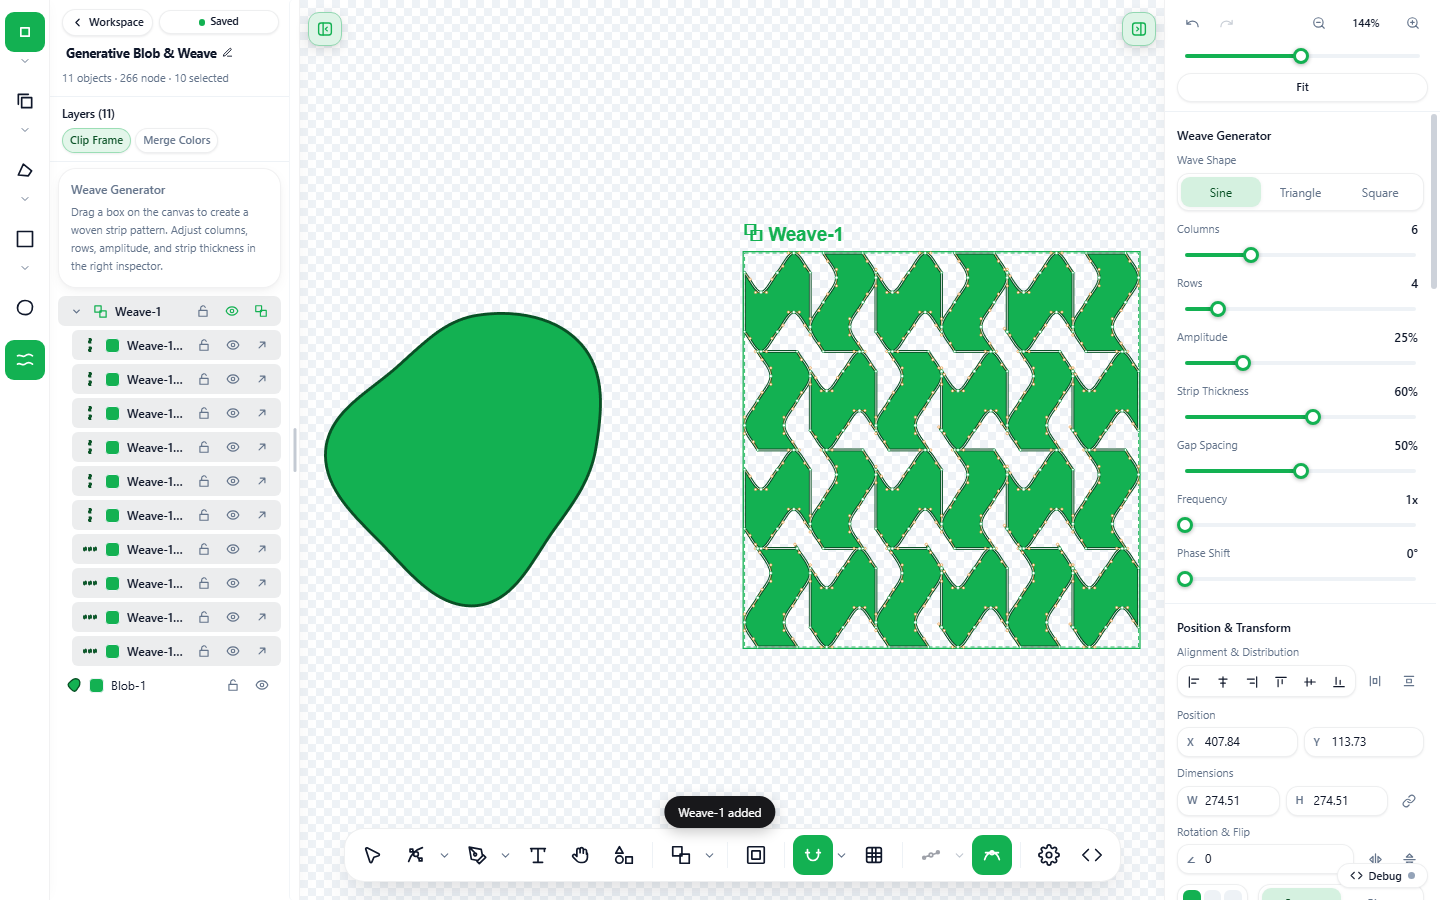 Workspace
Saved
Generative Blob & Weave
11 objects · 266 node · 10 selected
Layers (11)
Clip Frame
Merge Colors
Weave Generator
Drag a box on the canvas to create a
woven strip pattern. Adjust columns,
rows, amplitude, and strip thickness in
the right inspector.
Weave-1
Weave-1...
Weave-1...
Weave-1...
Weave-1...
Weave-1...
Weave-1...
Weave-1...
Weave-1...
Weave-1...
Weave-1...
Blob-1
Weave-1
Weave-1 added
144%
Fit
Weave Generator
Wave Shape
Sine
Triangle
Square
Columns
6
Rows
4
Amplitude
25%
Strip Thickness
60%
Gap Spacing
50%
Frequency
1x
Phase Shift
0°
Position & Transform
Alignment & Distribution
Position
X 407.84
Y 113.73
Dimensions
W 274.51
H 274.51
Rotation & Flip
0
Debug